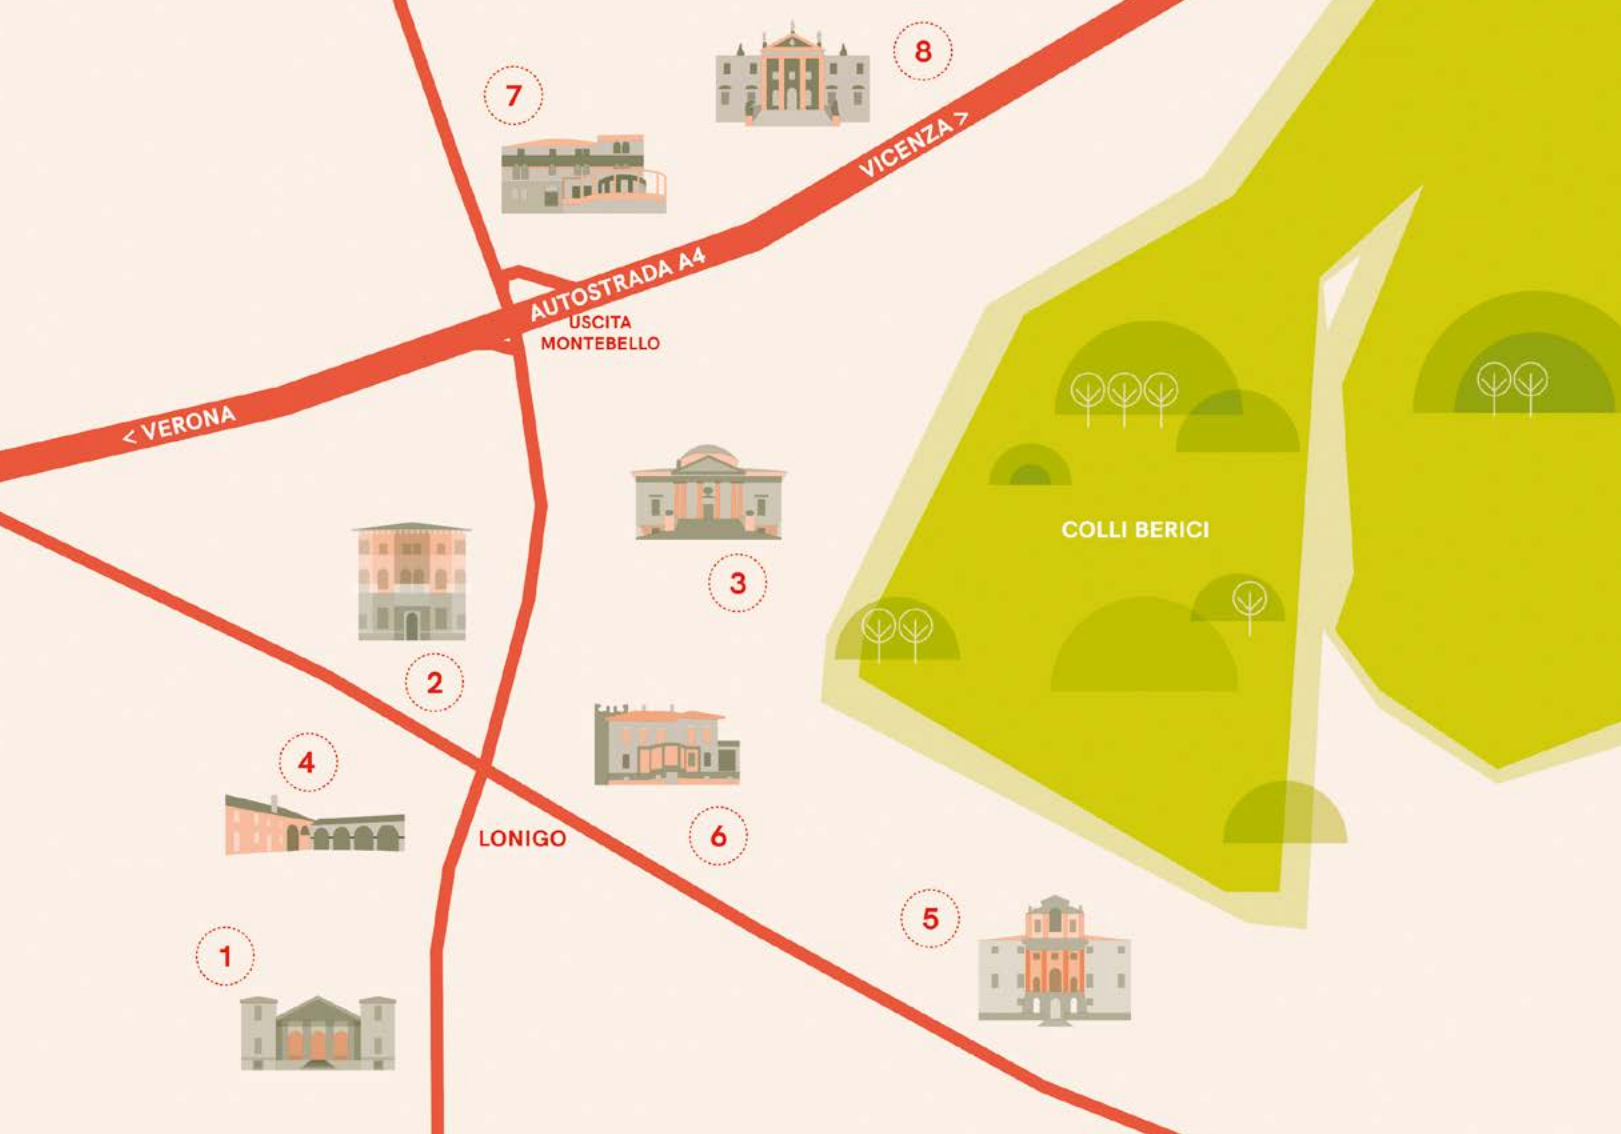 8
7
VICENZA >
AUTOSTRADA A4
USCITA
MONTEBELLO
< VERONA
COLLI BERICI
3
2
4
6
LONIGO
5
1